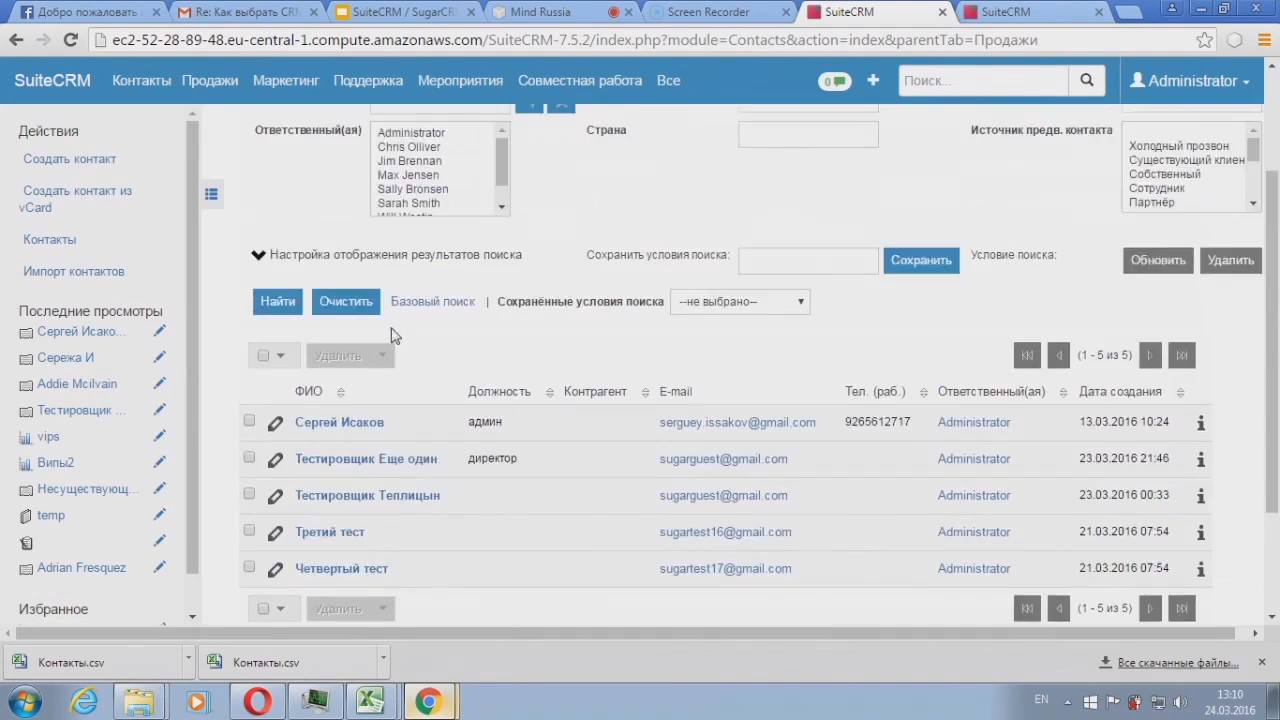 Добро пожаловать
Re: Как выбрать CRM
SuiteCRM / SugarCR
Mind Russia
Screen Recorder
SuiteCRM
SuiteCRM
ec2-52-28-89-48.eu-central-1.compute.amazonaws.com/SuiteCRM-7.5.2/index.php?module=Contacts&action=index&parentTab=Продажи
SuiteCRM Контакты Продажи Маркетинг Поддержка Мероприятия Совместная работа Все 0 Поиск... Administrator
Действия
Создать контакт
Создать контакт из
vCard
Контакты
Импорт контактов
Последние просмотры
Сергей Исако...
Сережа И
Addie Mcilvain
Тестировщик ...
vips
Випы2
Несуществующ...
temp
Adrian Fresquez
Избранное
Ответственный(ая)
Administrator
Chris Olliver
Jim Brennan
Max Jensen
Sally Bronsen
Sarah Smith
Страна
Источник предв. контакта
Холодный прозвон
Существующий клиен
Собственный
Сотрудник
Партнёр
Настройка отображения результатов поиска Сохранить условия поиска: Сохранить Условие поиска: Обновить Удалить
Найти Очистить Базовый поиск | Сохранённые условия поиска --не выбрано--
Удалить (1 - 5 из 5)
ФИО Должность Контрагент E-mail Тел. (раб.) Ответственный(ая) Дата создания
Сергей Исаков админ serguey.issakov@gmail.com 9265612717 Administrator 13.03.2016 10:24
Тестировщик Еще один директор sugarguest@gmail.com Administrator 23.03.2016 21:46
Тестировщик Теплицын sugarguest@gmail.com Administrator 23.03.2016 00:33
Третий тест sugartest16@gmail.com Administrator 21.03.2016 07:54
Четвертый тест sugartest17@gmail.com Administrator 21.03.2016 07:54
Удалить (1 - 5 из 5)
Контакты.csv
Контакты.csv
Все скачанные файлы...
EN
13:10
24.03.2016